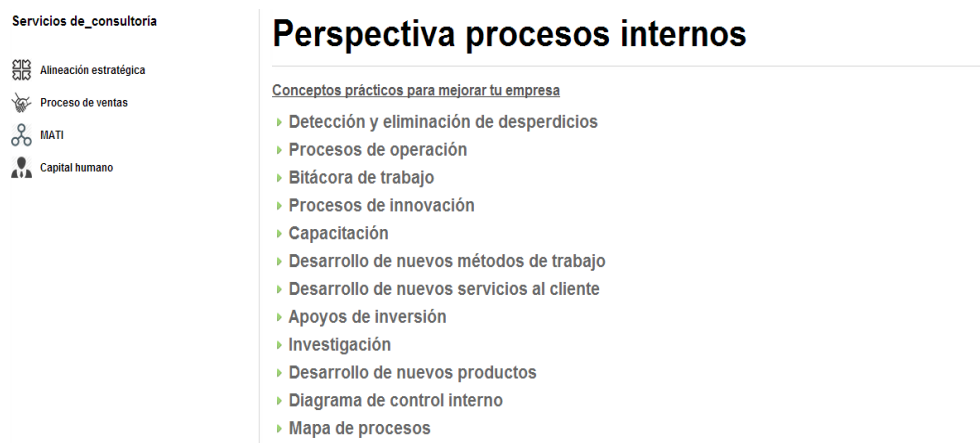 Servicios de_consultoría
Alineación estratégica
Proceso de ventas
MATI
Capital humano
Perspectiva procesos internos
Conceptos prácticos para mejorar tu empresa
Detección y eliminación de desperdicios
Procesos de operación
Bitácora de trabajo
Procesos de innovación
Capacitación
Desarrollo de nuevos métodos de trabajo
Desarrollo de nuevos servicios al cliente
Apoyos de inversión
Investigación
Desarrollo de nuevos productos
Diagrama de control interno
Mapa de procesos